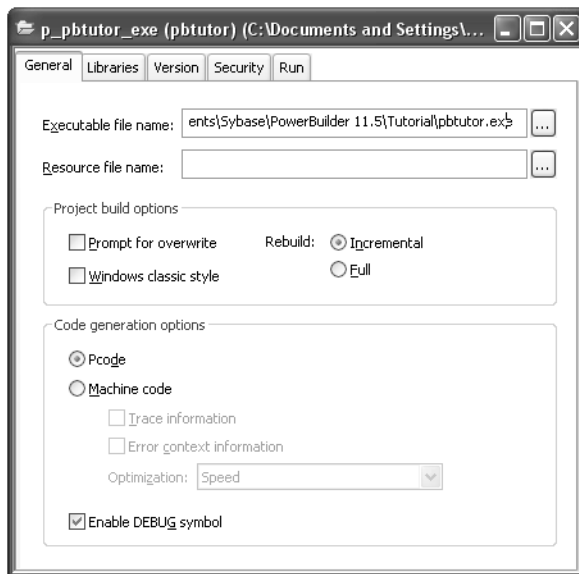 p_pbtutor_exe (pbtutor) (C:\Documents and Settings\...
General Libraries Version Security Run
Executable file name: ents\Sybase\PowerBuilder 11.5\Tutorial\pbtutor.exe ...
Resource file name: ...
Project build options
Prompt for overwrite Rebuild: Incremental
Windows classic style Full
Code generation options
Pcode
Machine code
Trace information
Error context information
Optimization: Speed
Enable DEBUG symbol